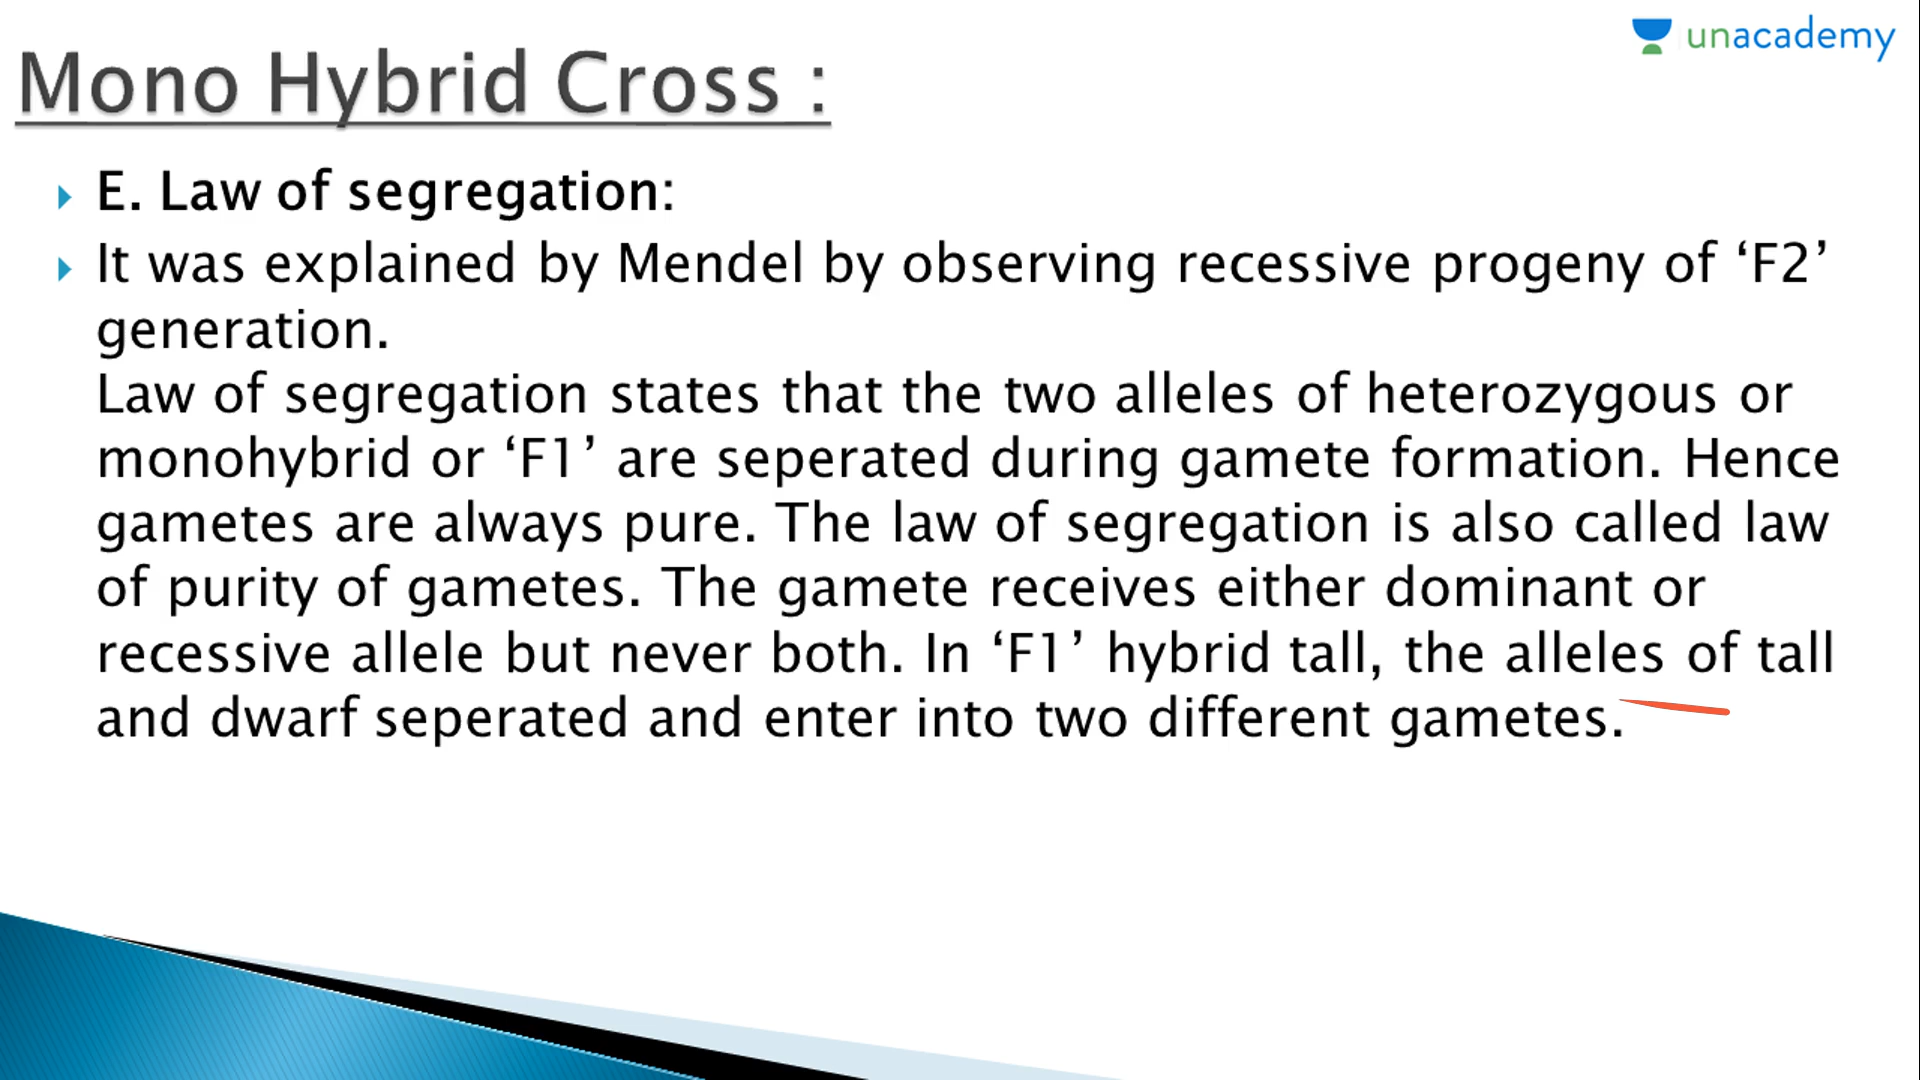 unacademy
Mono Hybrid Cross :
E. Law of segregation:
It was explained by Mendel by observing recessive progeny of ‘F2’
generation.
Law of segregation states that the two alleles of heterozygous or
monohybrid or ‘F1’ are seperated during gamete formation. Hence
gametes are always pure. The law of segregation is also called law
of purity of gametes. The gamete receives either dominant or
recessive allele but never both. In ‘F1’ hybrid tall, the alleles of tall
and dwarf seperated and enter into two different gametes.